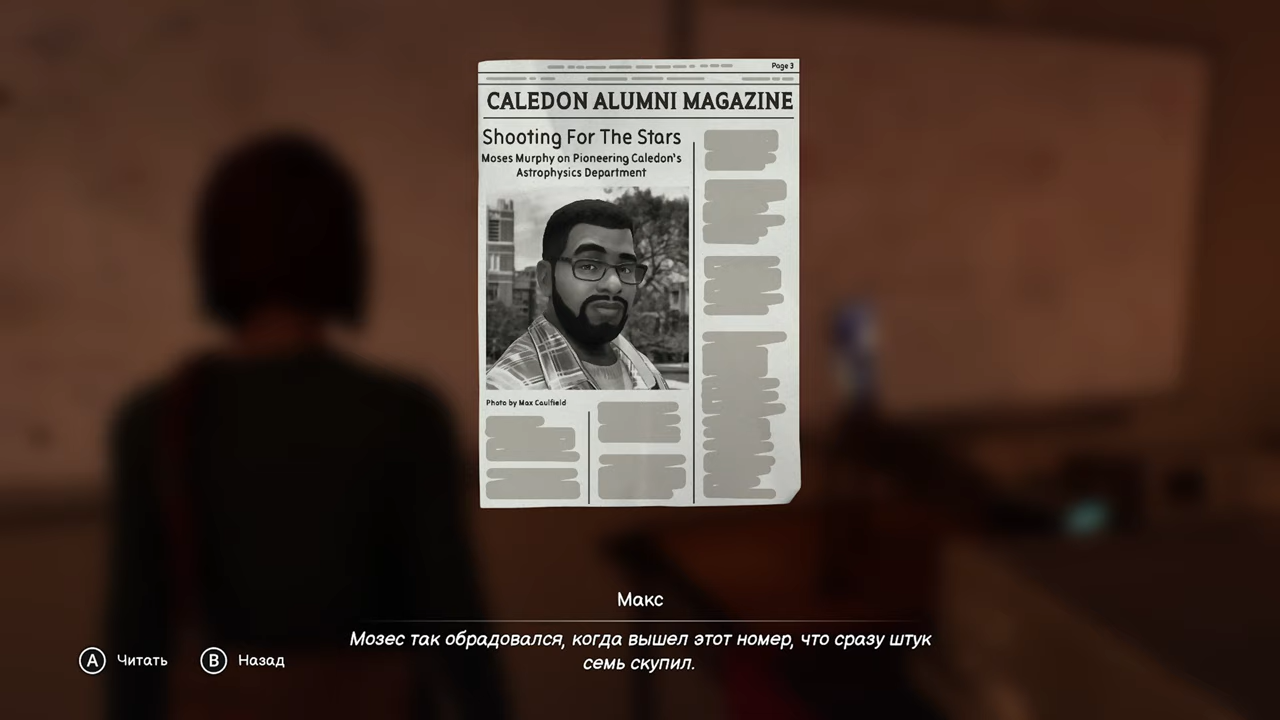 Page 3
CALEDON ALUMNI MAGAZINE
Shooting For The Stars
Moses Murphy on Pioneering Caledon's
Astrophysics Department
Photo by Max Caulfield
Макс
Мозес так обрадовался, когда вышел этот номер, что сразу штук
семь скупил.
A Читать B Назад